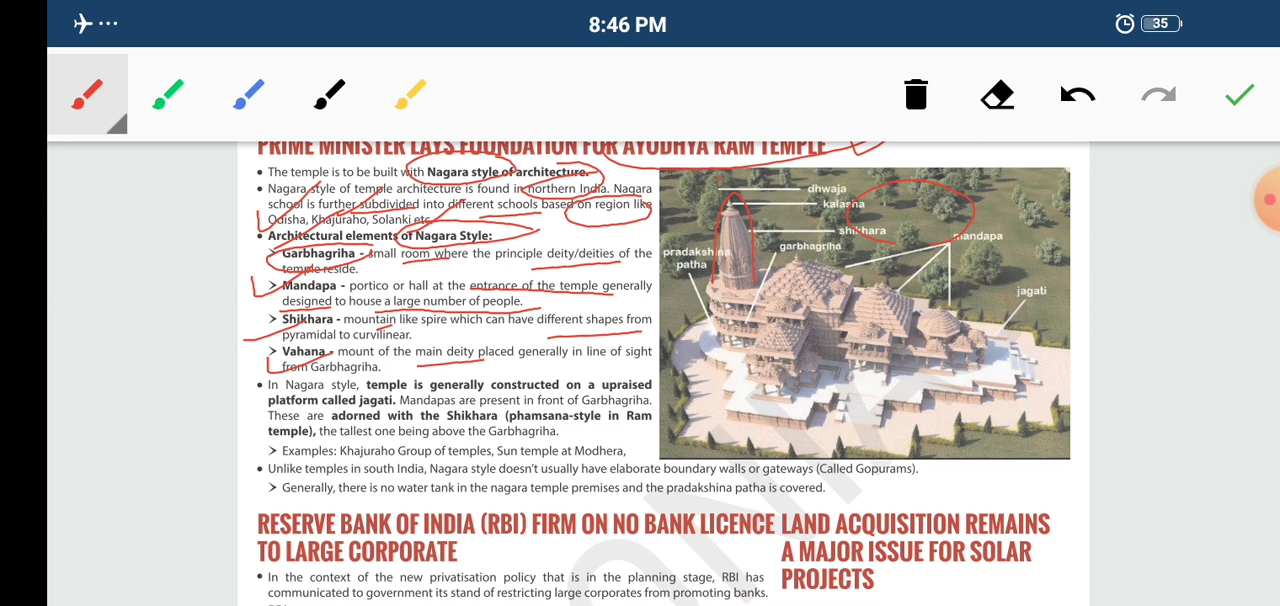 8:46 PM
35
PRIME MINISTER LAYS FOUNDATION FOR AYODHYA RAM TEMPLE
• The temple is to be built with Nagara style of architecture.
• Nagara style of temple architecture is found in northern India. Nagara
school is further subdivided into different schools based on region like
Odisha, Khajuraho, Solanki etc.
• Architectural elements of Nagara Style:
➢ Garbhagriha - small room where the principle deity/deities of the
temple reside.
➢ Mandapa - portico or hall at the entrance of the temple generally
designed to house a large number of people.
➢ Shikhara - mountain like spire which can have different shapes from
pyramidal to curvilinear.
➢ Vahana - mount of the main deity placed generally in line of sight
from Garbhagriha.
• In Nagara style, temple is generally constructed on a upraised
platform called jagati. Mandapas are present in front of Garbhagriha.
These are adorned with the Shikhara (phamsana-style in Ram
temple), the tallest one being above the Garbhagriha.
➢ Examples: Khajuraho Group of temples, Sun temple at Modhera,
dhwaja
kalasha
shikhara
mandapa
garbhagriha
pradakshina
patha
jagati
• Unlike temples in south India, Nagara style doesn't usually have elaborate boundary walls or gateways (Called Gopurams).
➢ Generally, there is no water tank in the nagara temple premises and the pradakshina patha is covered.
RESERVE BANK OF INDIA (RBI) FIRM ON NO BANK LICENCE
TO LARGE CORPORATE
• In the context of the new privatisation policy that is in the planning stage, RBI has
communicated to government its stand of restricting large corporates from promoting banks.
LAND ACQUISITION REMAINS
A MAJOR ISSUE FOR SOLAR
PROJECTS